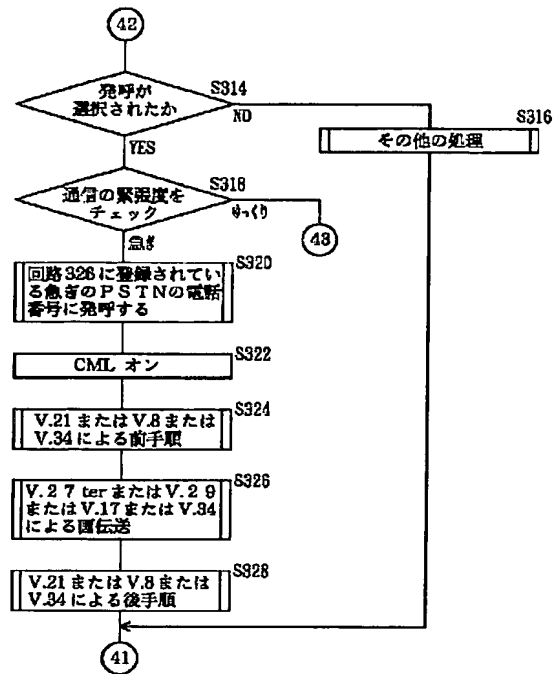 42
発呼が
選択されたか
S314
NO
YES
S316
その他の処理
S318
通信の緊張度を
チェック
ゆっくり
43
急ぎ
S320
回路326に登録されてい
る急ぎのPSTNの電話
番号に発呼する
S322
CML オン
S324
V.21またはV.8または
V.34による前手順
S326
V.27terまたはV.29
またはV.17またはV.34
による画伝送
S328
V.21またはV.8または
V.34による後手順
41